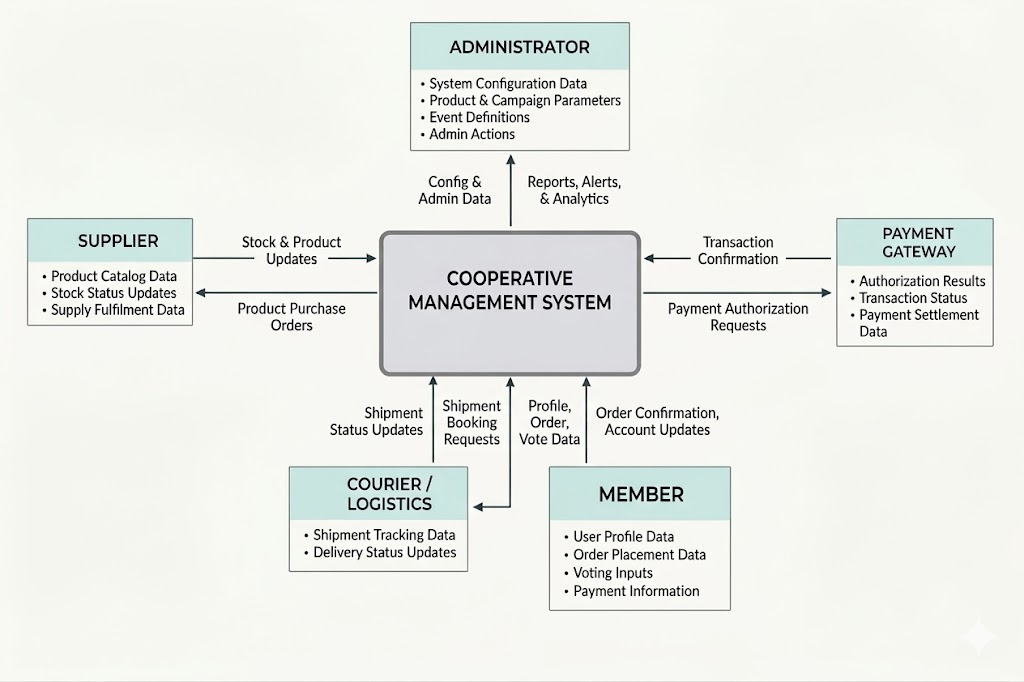 ADMINISTRATOR
• System Configuration Data
• Product & Campaign Parameters
• Event Definitions
• Admin Actions
Config &
Admin Data
Reports, Alerts,
& Analytics
SUPPLIER
• Product Catalog Data
• Stock Status Updates
• Supply Fulfilment Data
Stock & Product
Updates
Product Purchase
Orders
COOPERATIVE
MANAGEMENT SYSTEM
Transaction
Confirmation
Payment Authorization
Requests
PAYMENT
GATEWAY
• Authorization Results
• Transaction Status
• Payment Settlement
Data
Shipment
Status Updates
Shipment
Booking
Requests
Profile,
Order,
Vote Data
Order Confirmation,
Account Updates
COURIER /
LOGISTICS
• Shipment Tracking Data
• Delivery Status Updates
MEMBER
• User Profile Data
• Order Placement Data
• Voting Inputs
• Payment Information